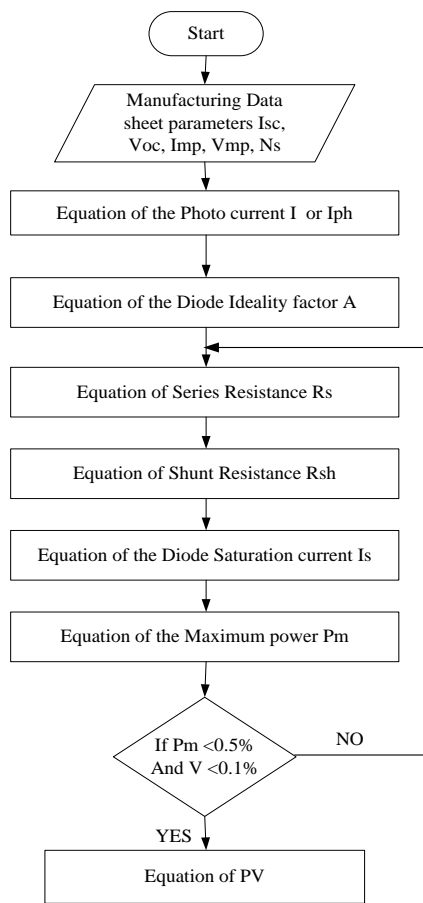 Start
Manufacturing Data
sheet parameters Isc,
Voc, Imp, Vmp, Ns
Equation of the Photo current I or Iph
Equation of the Diode Ideality factor A
Equation of Series Resistance Rs
Equation of Shunt Resistance Rsh
Equation of the Diode Saturation current Is
Equation of the Maximum power Pm
If Pm <0.5%
And V <0.1%
NO
YES
Equation of PV